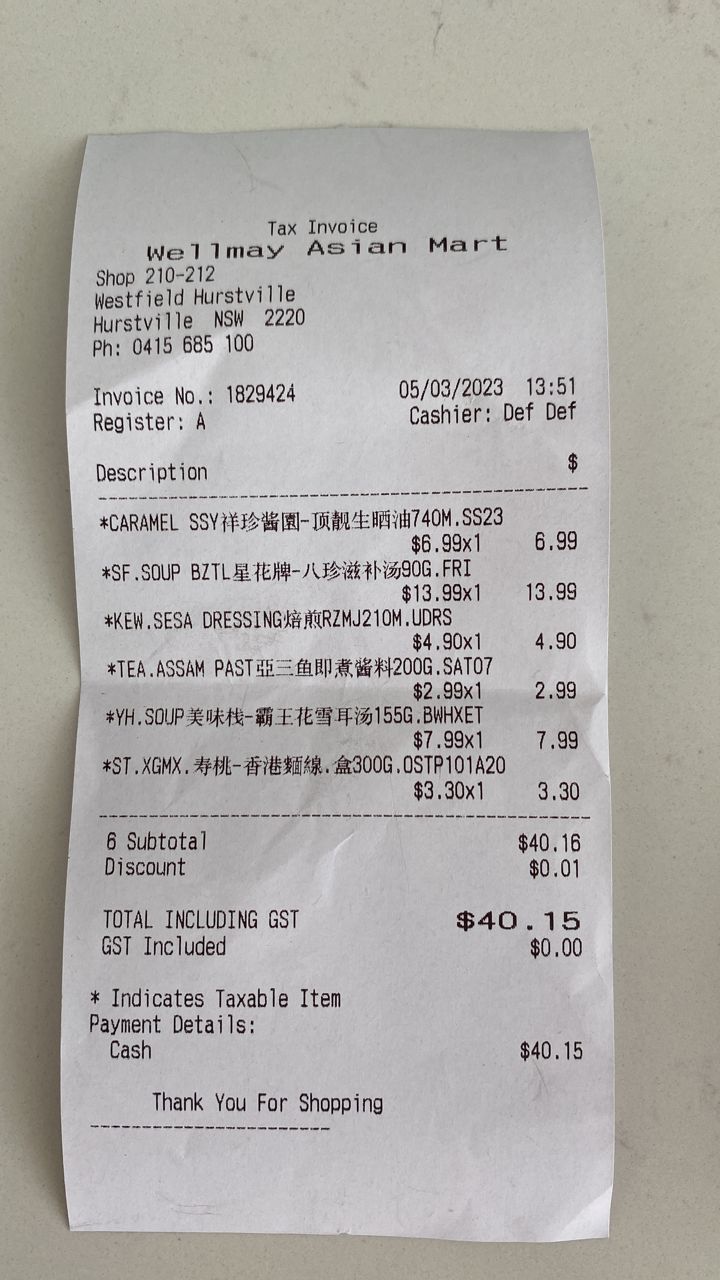 Tax Invoice
Wellmay Asian Mart
Shop 210-212
Westfield Hurstville
Hurstville NSW 2220
Ph: 0415 685 100
Invoice No.: 1829424 05/03/2023 13:51
Register: A Cashier: Def Def
Description $
*CARAMEL SSY祥珍酱園-顶靓生晒油740M.SS23
$6.99x1 6.99
*SF.SOUP BZTL星花牌-八珍滋补汤90G.FRI
$13.99x1 13.99
*KEW.SESA DRESSING焙煎RZMJ210M.UDRS
$4.90x1 4.90
*TEA.ASSAM PAST亞三鱼即煮酱料200G.SAT07
$2.99x1 2.99
*YH.SOUP美味栈-霸王花雪耳汤155G.BWHXET
$7.99x1 7.99
*ST.XGMX.寿桃-香港麵線.盒300G.OSTP101A20
$3.30x1 3.30
6 Subtotal $40.16
Discount $0.01
TOTAL INCLUDING GST $40.15
GST Included $0.00
* Indicates Taxable Item
Payment Details:
Cash $40.15
Thank You For Shopping